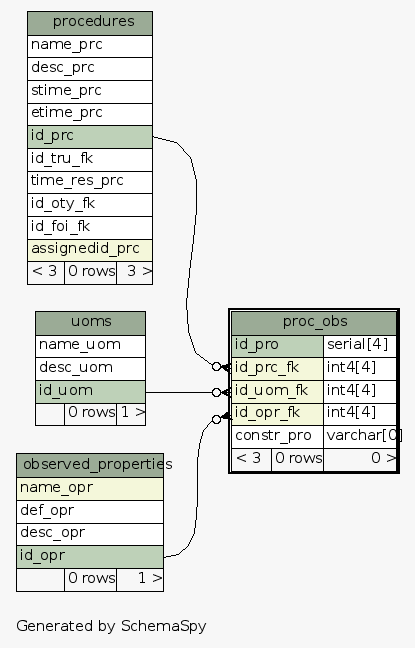 procedures
name_prc
desc_prc
stime_prc
etime_prc
id_prc
id_tru_fk
time_res_prc
id_oty_fk
id_foi_fk
assignedid_prc
< 3 0 rows 3 >
uoms
name_uom
desc_uom
id_uom
0 rows 1 >
proc_obs
id_pro serial[4]
id_prc_fk int4[4]
id_uom_fk int4[4]
id_opr_fk int4[4]
constr_pro varchar[0]
< 3 0 rows 0 >
observed_properties
name_opr
def_opr
desc_opr
id_opr
0 rows 1 >
Generated by SchemaSpy